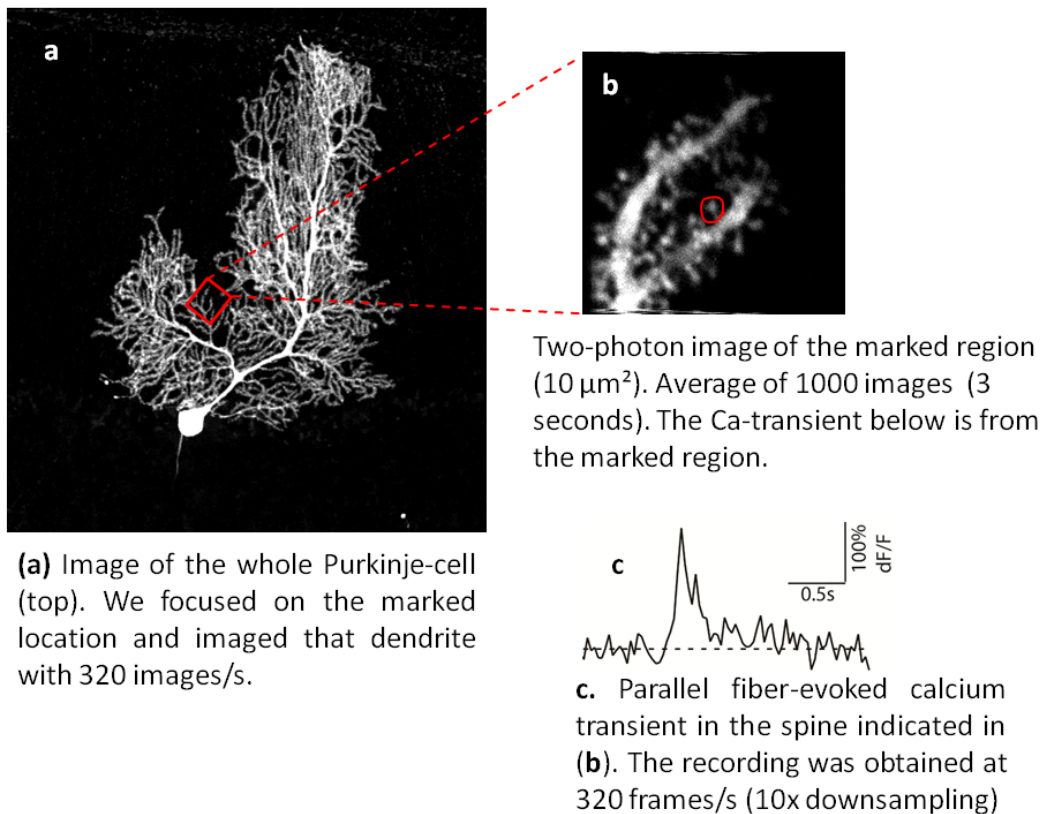 a
b
Two-photon image of the marked region
(10 µm²). Average of 1000 images (3
seconds). The Ca-transient below is from
the marked region.
(a) Image of the whole Purkinje-cell
(top). We focused on the marked
location and imaged that dendrite
with 320 images/s.
c
100%
dF/F
0.5s
c. Parallel fiber-evoked calcium
transient in the spine indicated in
(b). The recording was obtained at
320 frames/s (10x downsampling)